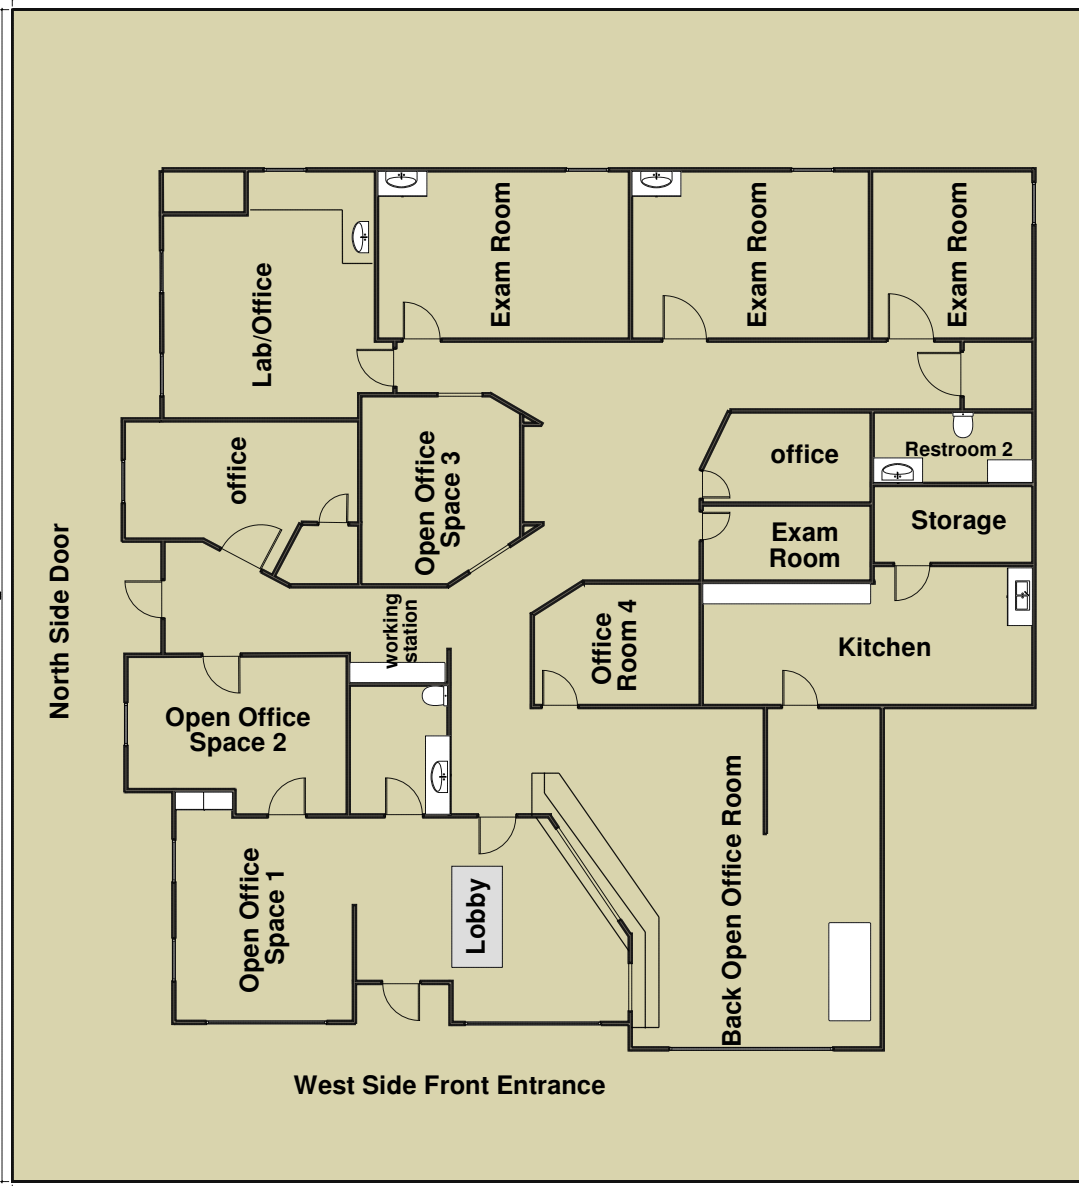 Exam Room
Exam Room
Exam Room
Lab/Office
office
Open Office
Space 3
office
Restroom 2
Storage
Exam
Room
North Side Door
working
station
Office
Room 4
Kitchen
Open Office
Space 2
Open Office
Space 1
Lobby
Back Open Office Room
West Side Front Entrance